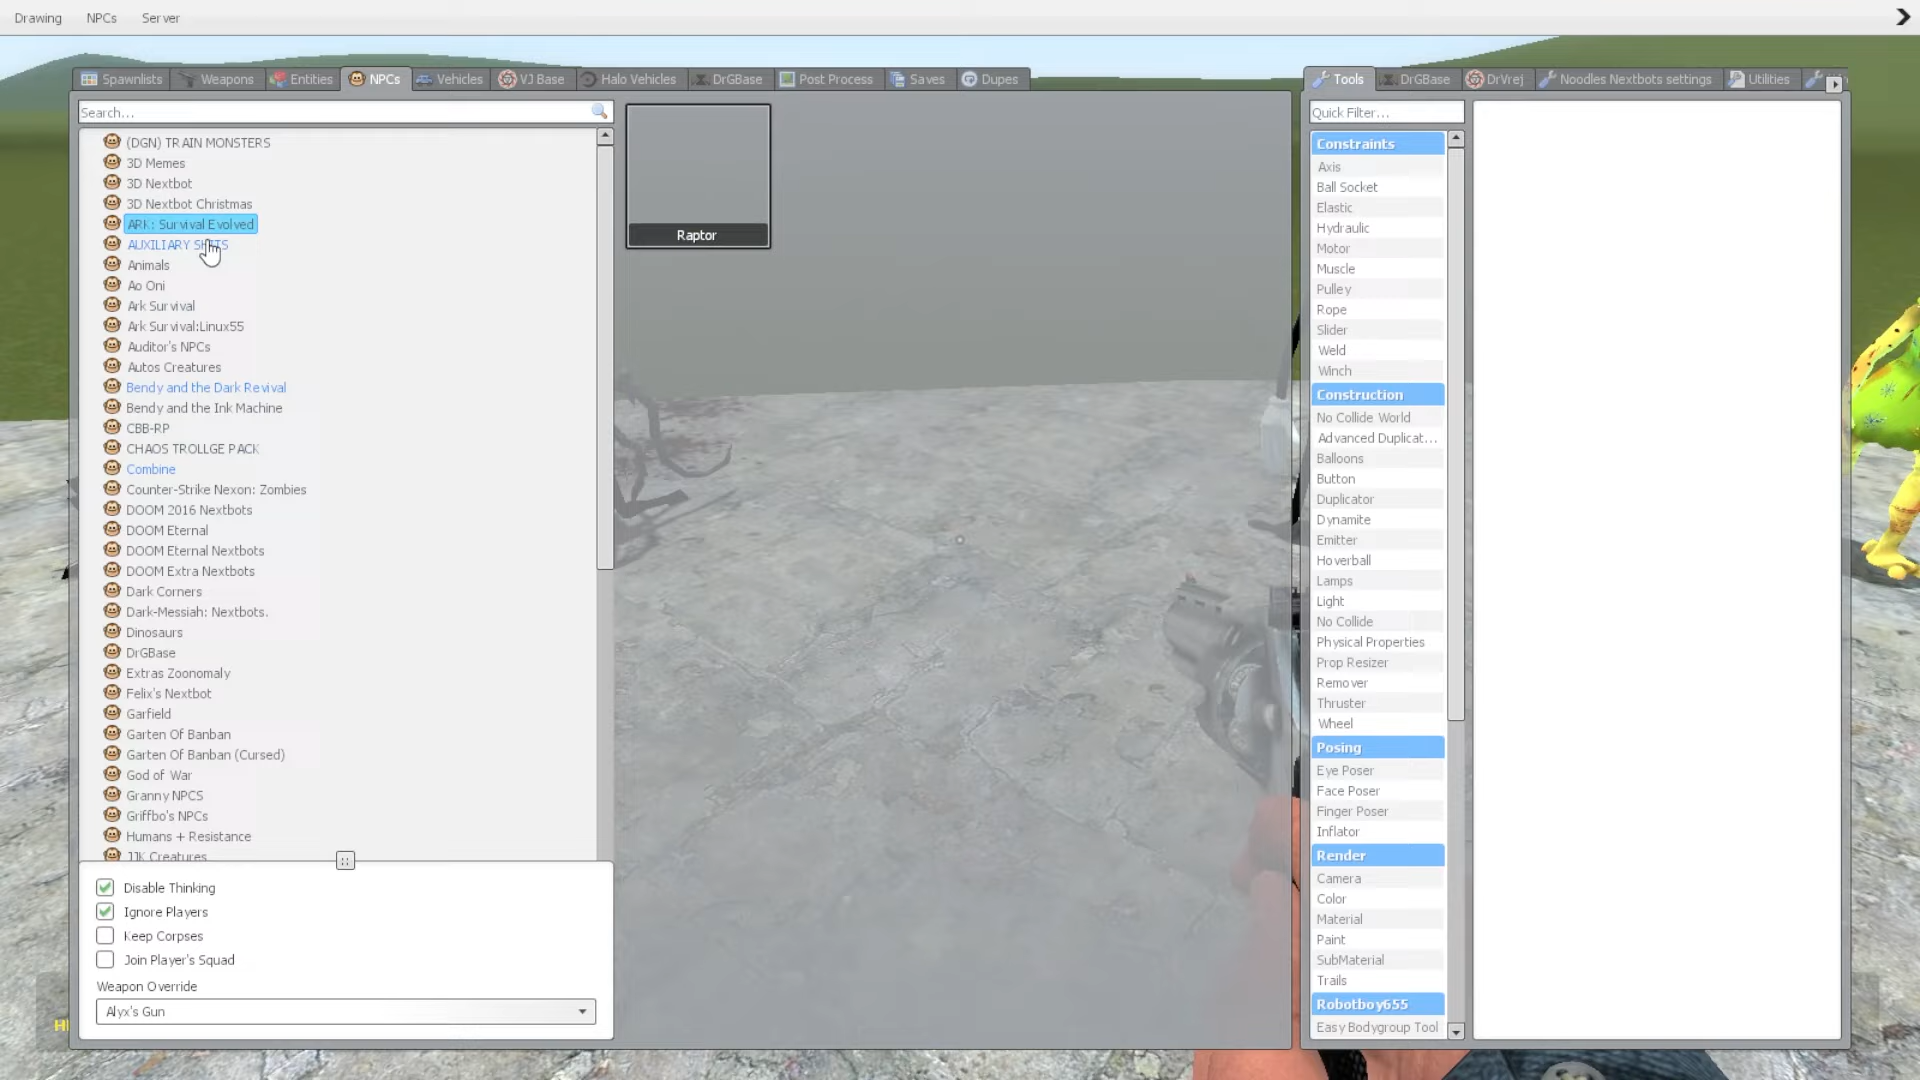 Drawing NPCs Server
Spawnlists Weapons Entities NPCs Vehicles VJ Base Halo Vehicles DrGBase Post Process Saves Dupes
Search...
(DGN) TRAIN MONSTERS
3D Memes
3D Nextbot
3D Nextbot Christmas
ARK: Survival Evolved
AUXILIARY
Animals
Ao Oni
Ark Survival
Ark Survival:Linux55
Auditor's NPCs
Autos Creatures
Bendy and the Dark Revival
Bendy and the Ink Machine
CBB-RP
CHAOS TROLLGE PACK
Combine
Counter-Strike Nexon: Zombies
DOOM 2016 Nextbots
DOOM Eternal
DOOM Eternal Nextbots
DOOM Extra Nextbots
Dark Corners
Dark-Messiah: Nextbots.
Dinosaurs
DrGBase
Extras Zoonomaly
Felix's Nextbot
Garfield
Garten Of Banban
Garten Of Banban (Cursed)
God of War
Granny NPCS
Griffbo's NPCs
Humans + Resistance
JJK Creatures
Disable Thinking
Ignore Players
Keep Corpses
Join Player's Squad
Weapon Override
Alyx's Gun
Raptor
Tools DrGBase DrVrej Noodles Nextbots settings Utilities
Quick Filter...
Constraints
Axis
Ball Socket
Elastic
Hydraulic
Motor
Muscle
Pulley
Rope
Slider
Weld
Winch
Construction
No Collide World
Advanced Duplicat...
Balloons
Button
Duplicator
Dynamite
Emitter
Hoverball
Lamps
Light
No Collide
Physical Properties
Prop Resizer
Remover
Thruster
Wheel
Posing
Eye Poser
Face Poser
Finger Poser
Inflator
Render
Camera
Color
Material
Paint
SubMaterial
Trails
Robotboy655
Easy Bodygroup Tool